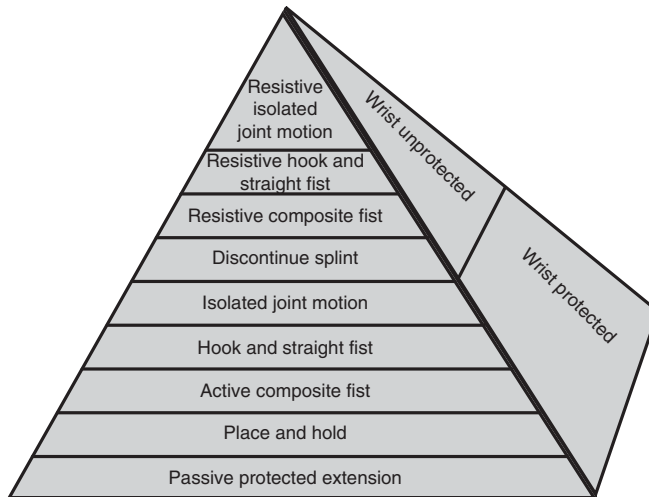 Resistive
isolated
joint motion
Resistive hook and
straight fist
Resistive composite fist
Discontinue splint
Isolated joint motion
Hook and straight fist
Active composite fist
Place and hold
Passive protected extension
Wrist unprotected
Wrist protected